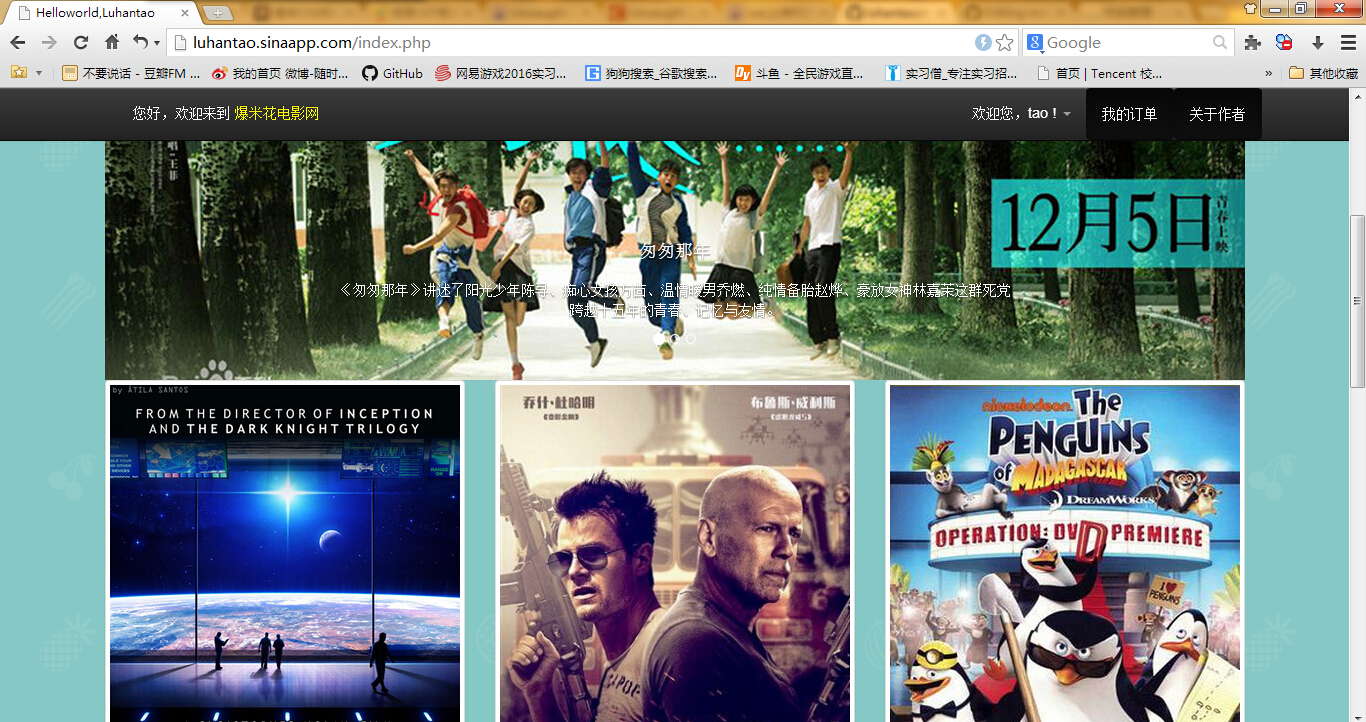 Helloworld,Luhantao
luhantao.sinaapp.com/index.php
Google
不要说话 - 豆瓣FM ...
我的首页 微博-随时...
GitHub
网易游戏2016实习...
狗狗搜索_谷歌搜索...
斗鱼 - 全民游戏直...
实习僧_专注实习招...
首页 | Tencent 校...
»
其他收藏
您好，欢迎来到 爆米花电影网
欢迎您，tao !
我的订单
关于作者
唱·王菲
12月5日
青春上映
匆匆那年
《匆匆那年》讲述了阳光少年陈寻、痴心女孩方茴、温情暖男乔燃、纯情备胎赵烨、豪放女神林嘉茉这群死党
跨越十五年的青春、记忆与友情。
by ÁTILA SANTOS
FROM THE DIRECTOR OF INCEPTION
AND THE DARK KNIGHT TRILOGY
乔什·杜哈明
布鲁斯·威利斯
nickelodeon
The
PENGUINS
of MADAGASCAR
DREAMWORKS
OPERATION: DVD PREMIERE
I ♥
PENGUINS